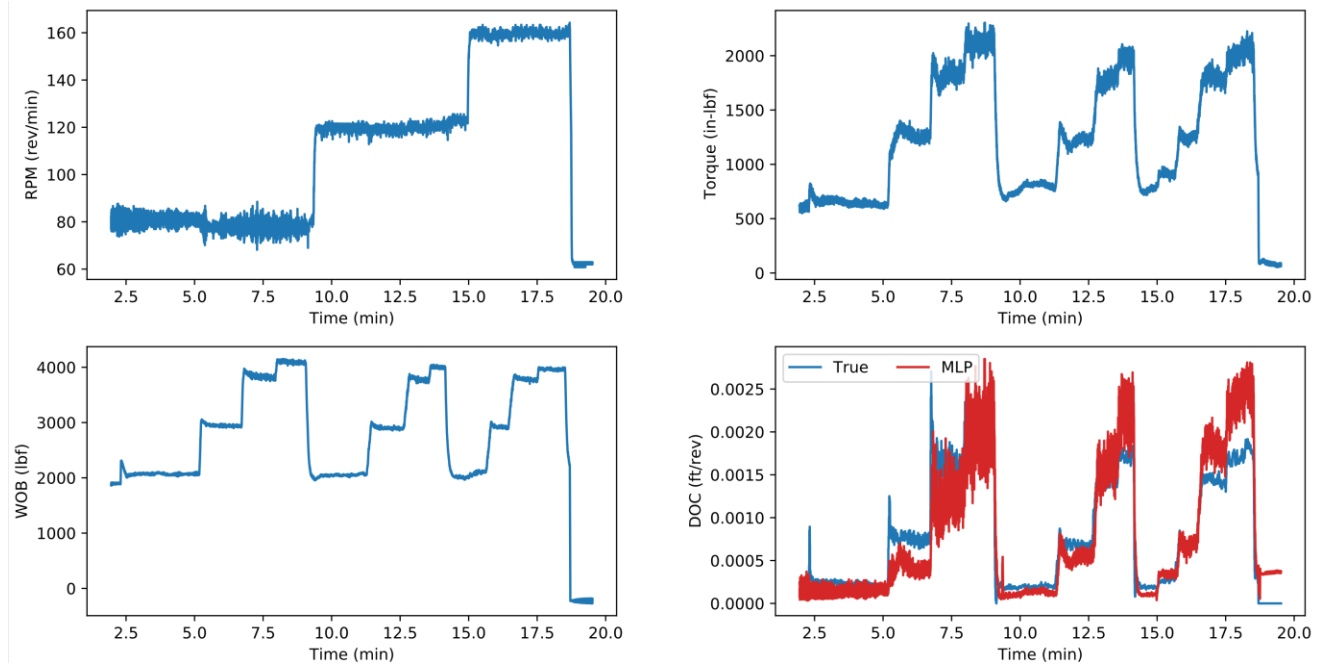 160
140
120
100
80
60
RPM (rev/min)
2.5 5.0 7.5 10.0 12.5 15.0 17.5 20.0
Time (min)
2000
1500
1000
500
0
Torque (in-lbf)
2.5 5.0 7.5 10.0 12.5 15.0 17.5 20.0
Time (min)
4000
3000
2000
1000
0
WOB (lbf)
2.5 5.0 7.5 10.0 12.5 15.0 17.5 20.0
Time (min)
True MLP
0.0025
0.0020
0.0015
0.0010
0.0005
0.0000
DOC (ft/rev)
2.5 5.0 7.5 10.0 12.5 15.0 17.5 20.0
Time (min)